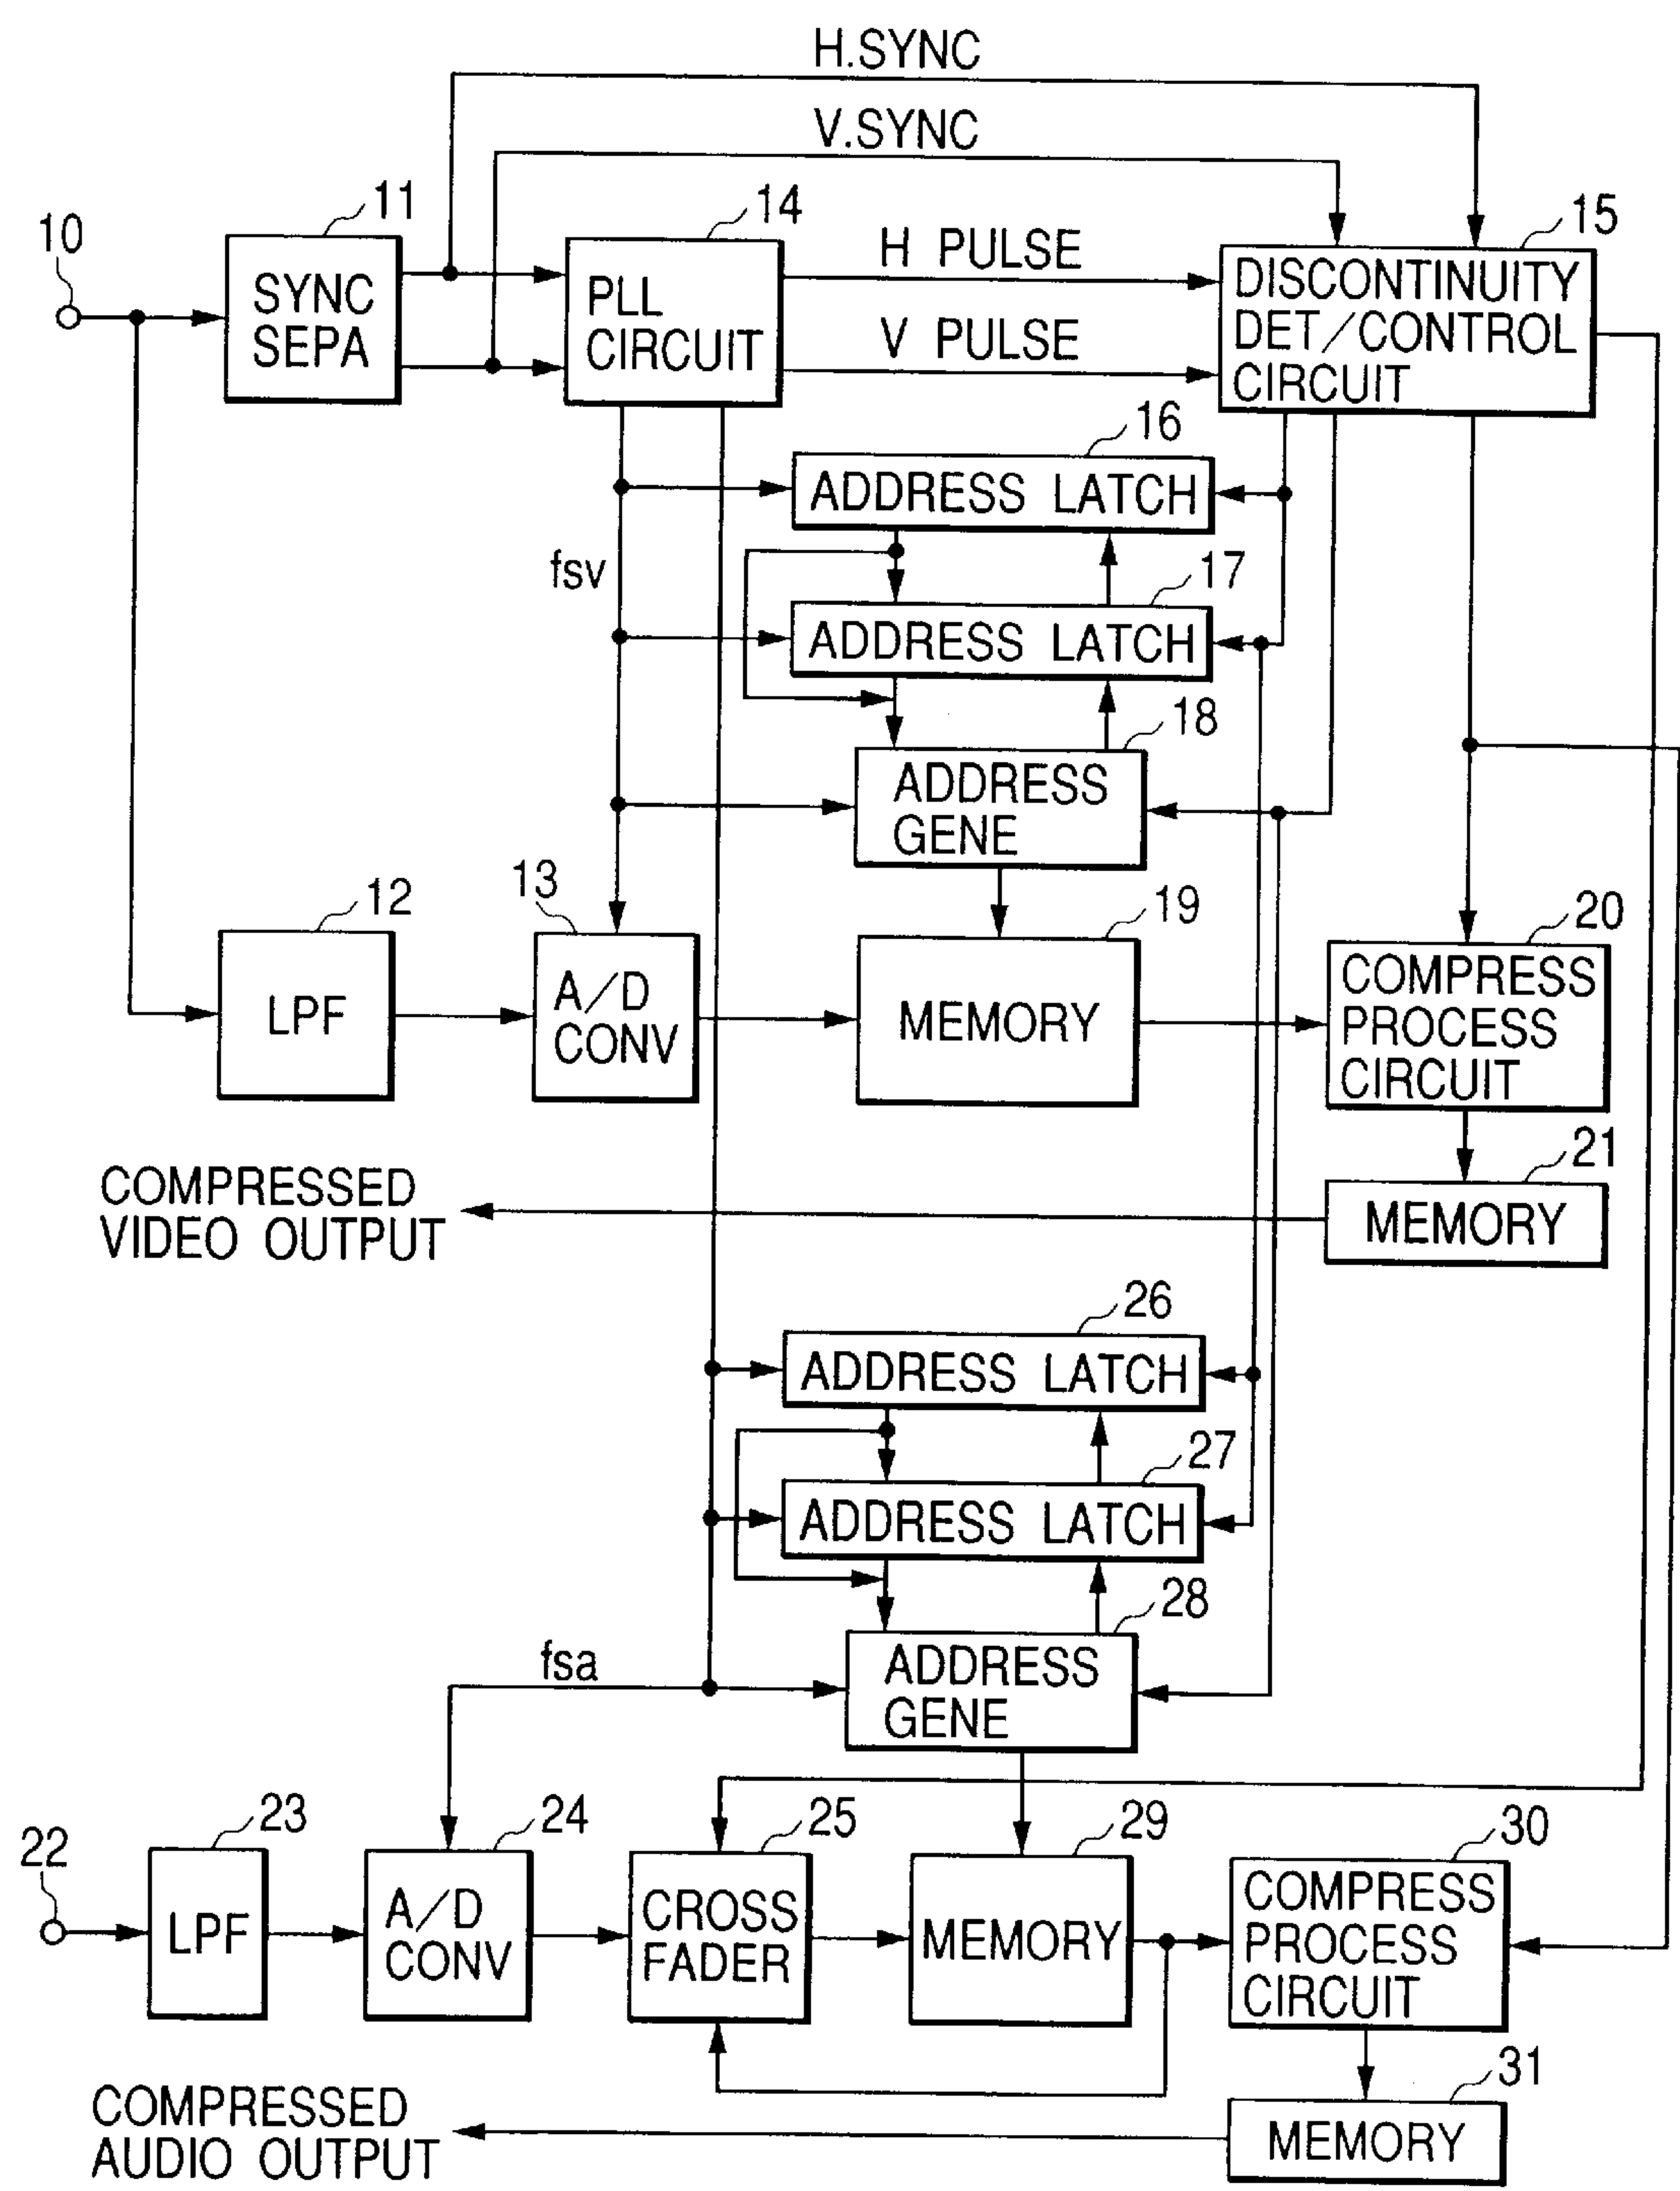 H.SYNC
V.SYNC
10
11
14
15
SYNC
SEPA
PLL
CIRCUIT
H PULSE
V PULSE
DISCONTINUITY
DET/CONTROL
CIRCUIT
16
ADDRESS LATCH
fsv
17
ADDRESS LATCH
18
ADDRESS
GENE
12
13
19
20
LPF
A/D
CONV
MEMORY
COMPRESS
PROCESS
CIRCUIT
21
MEMORY
COMPRESSED
VIDEO OUTPUT
26
ADDRESS LATCH
27
ADDRESS LATCH
28
ADDRESS
GENE
fsa
22
23
24
25
29
30
LPF
A/D
CONV
CROSS
FADER
MEMORY
COMPRESS
PROCESS
CIRCUIT
31
MEMORY
COMPRESSED
AUDIO OUTPUT